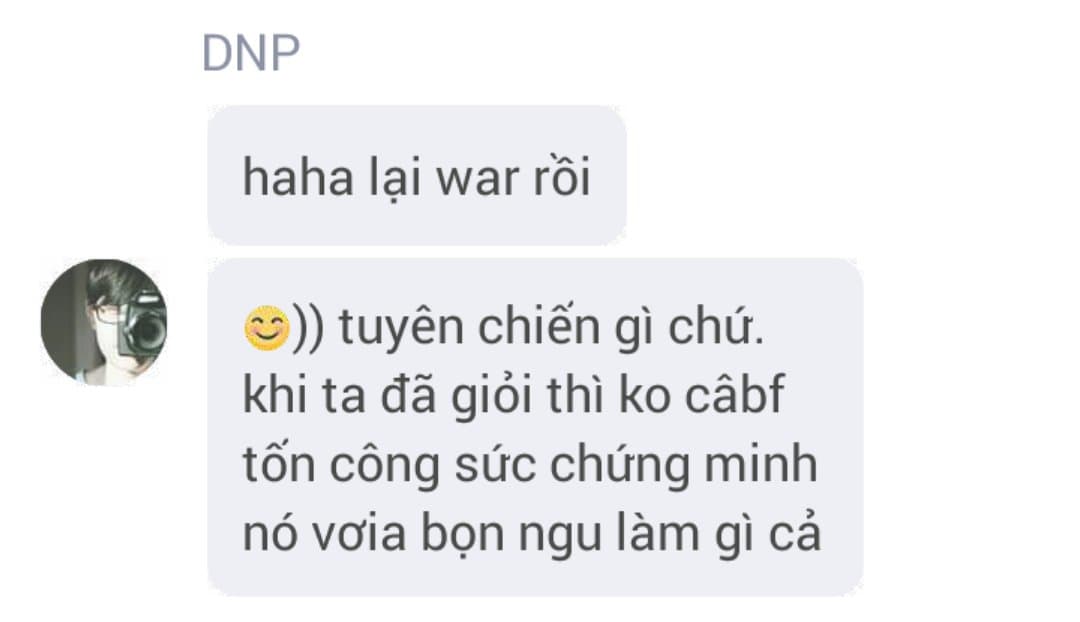 DNP
haha lại war rồi
😊)) tuyên chiến gì chứ.
khi ta đã giỏi thì ko câbf
tốn công sức chứng minh
nó vơia bọn ngu làm gì cả